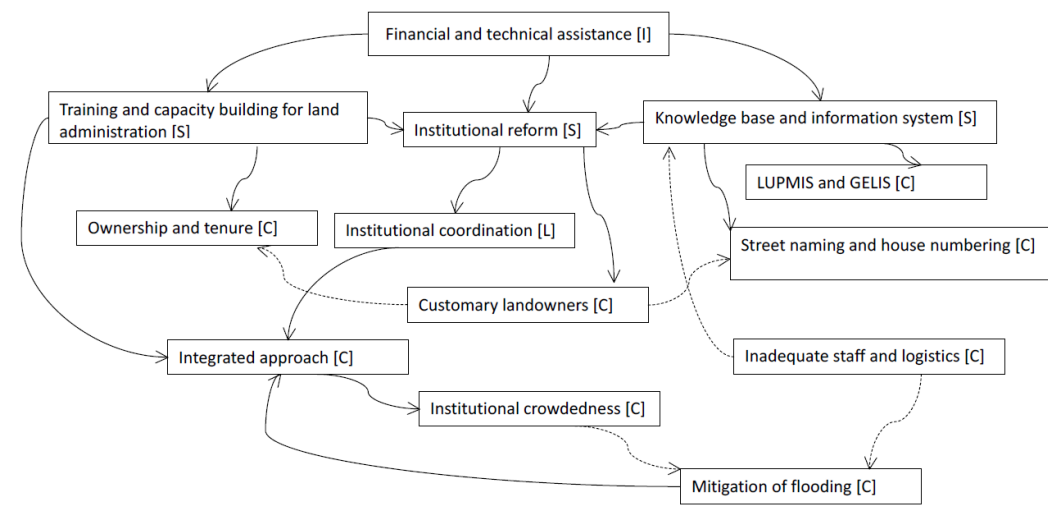 Financial and technical assistance [I]
Training and capacity building for land
administration [S]
Institutional reform [S]
Knowledge base and information system [S]
LUPMIS and GELIS [C]
Ownership and tenure [C]
Institutional coordination [L]
Street naming and house numbering [C]
Customary landowners [C]
Integrated approach [C]
Inadequate staff and logistics [C]
Institutional crowdedness [C]
Mitigation of flooding [C]